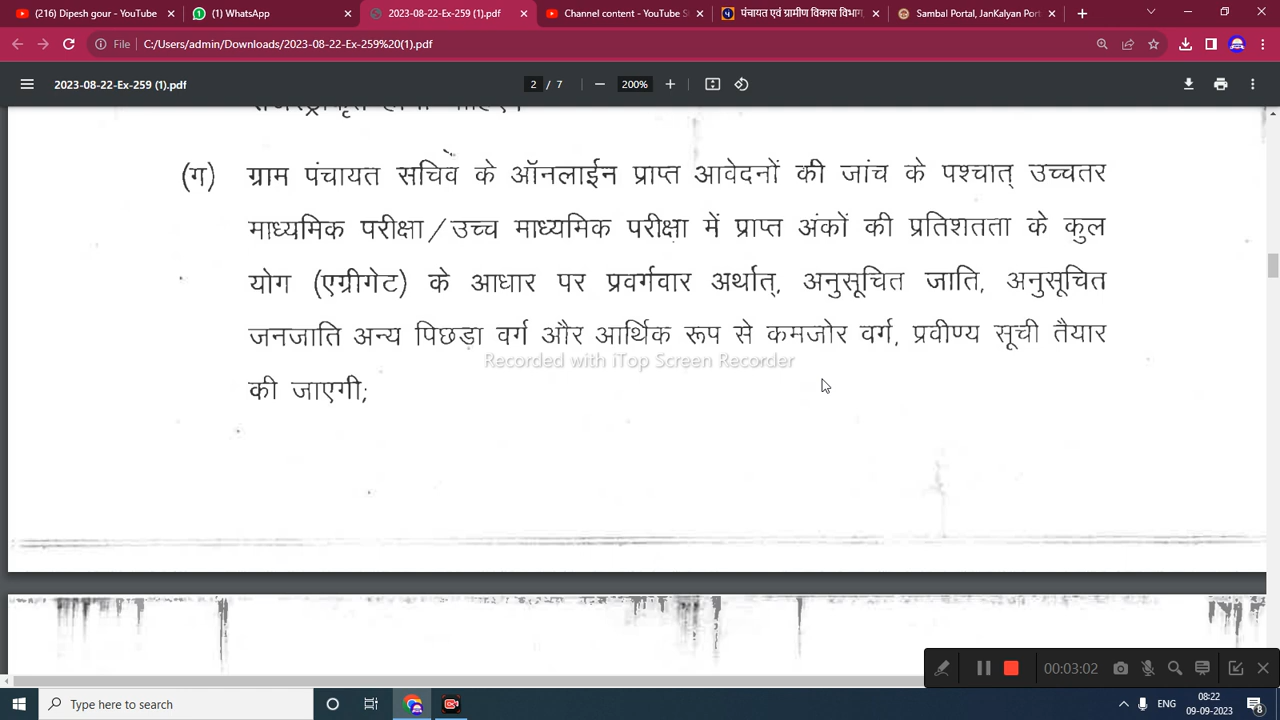 (216) Dipesh gour - YouTube
(1) WhatsApp
2023-08-22-Ex-259 (1).pdf
Channel content - YouTube S
पंचायत एवं ग्रामीण विकास विभाग,
Sambal Portal, JanKalyan Port
File C:/Users/admin/Downloads/2023-08-22-Ex-259%20(1).pdf
2023-08-22-Ex-259 (1).pdf 2 / 7 200%
(ग) ग्राम पंचायत सचिव के ऑनलाईन प्राप्त आवेदनों की जांच के पश्चात् उच्चतर
माध्यमिक परीक्षा/उच्च माध्यमिक परीक्षा में प्राप्त अंकों की प्रतिशतता के कुल
योग (एग्रीगेट) के आधार पर प्रवर्गवार अर्थात्, अनुसूचित जाति, अनुसूचित
जनजाति अन्य पिछड़ा वर्ग और आर्थिक रूप से कमजोर वर्ग, प्रवीण्य सूची तैयार
Recorded with iTop Screen Recorder
की जाएगी;
00:03:02
Type here to search
ENG
08:22
09-09-2023
8